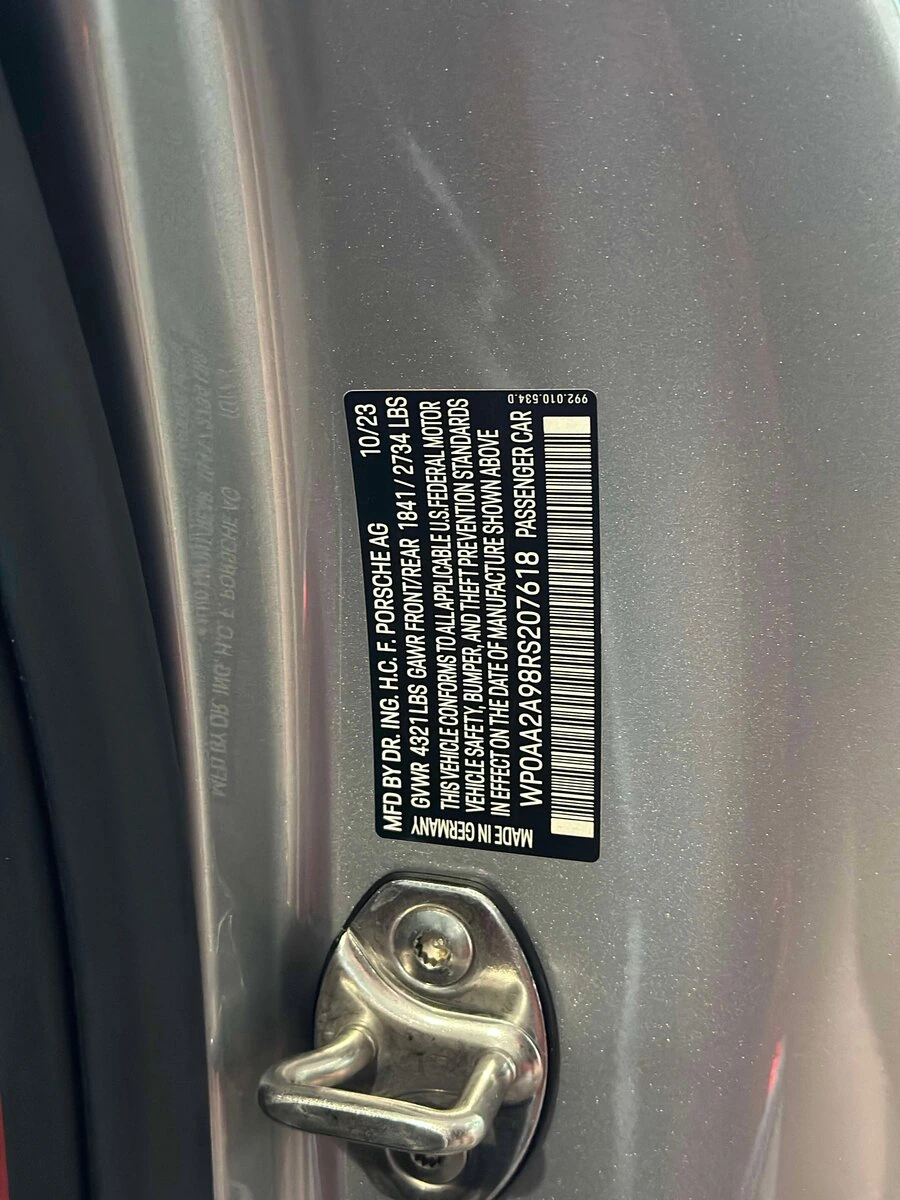 MFD BY DR. ING. H.C. F. PORSCHE AG 10/23
GVWR 4321 LBS GAWR FRONT/REAR 1841 / 2734 LBS
THIS VEHICLE CONFORMS TO ALL APPLICABLE U.S.FEDERAL MOTOR
VEHICLE SAFETY, BUMPER, AND THEFT PREVENTION STANDARDS
IN EFFECT ON THE DATE OF MANUFACTURE SHOWN ABOVE
WP0AA2A98RS207618 PASSENGER CAR
MADE IN GERMANY
992.010.534.D